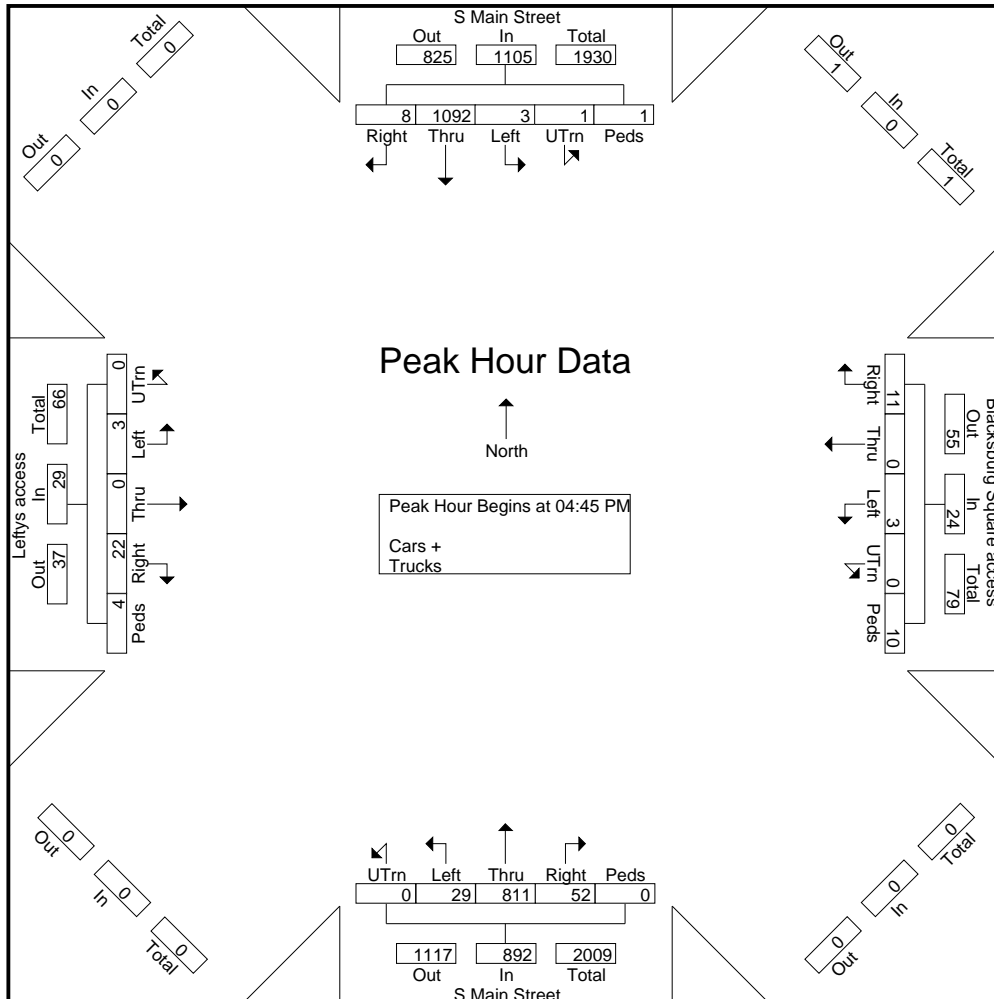 S Main Street
Out In Total
825 1105 1930
8 1092 3 1 1
Right Thru Left UTrn Peds
Total
0
In
0
Out
0
Out
1
In
0
Total
1
Peak Hour Data
North
Peak Hour Begins at 04:45 PM
Cars +
Trucks
Leftys access
Out In Total
37 29 66
4 22 0 3 0
Peds Right Thru Left UTrn
Blacksburg Square access
Out In Total
55 24 79
11 0 3 0 10
Right Thru Left UTrn Peds
0
Out
0
In
0
Total
0
Total
0
In
0
Out
UTrn Left Thru Right Peds
0 29 811 52 0
1117 892 2009
Out In Total
S Main Street